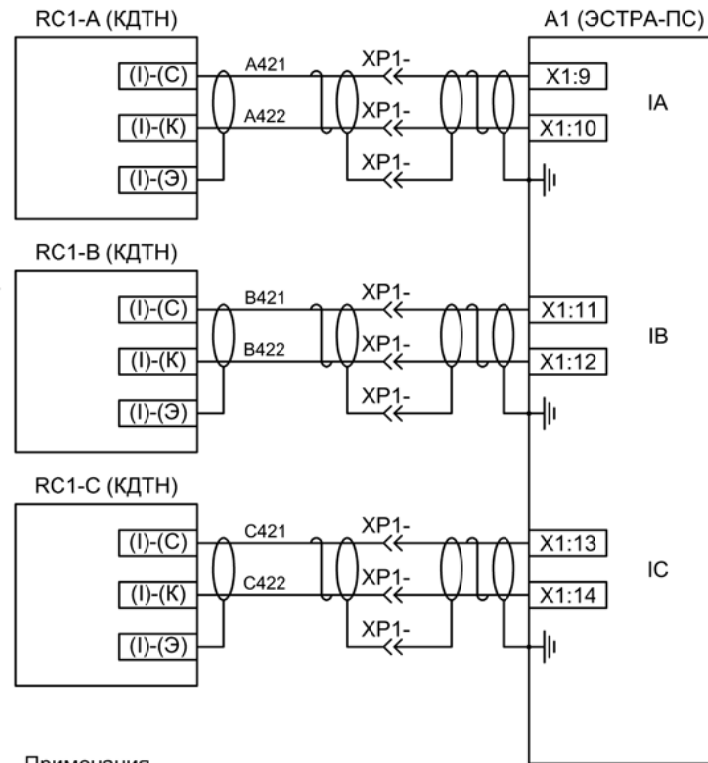 RC1-A (КДТН)
A1 (ЭСТРА-ПС)
(I)-(C) A421 XP1- X1:9
IA
(I)-(К) A422 XP1- X1:10
(I)-(Э) XP1-
RC1-B (КДТН)
(I)-(C) B421 XP1- X1:11
IB
(I)-(К) B422 XP1- X1:12
(I)-(Э) XP1-
RC1-C (КДТН)
(I)-(C) C421 XP1- X1:13
IC
(I)-(К) C422 XP1- X1:14
(I)-(Э) XP1-
Примечания